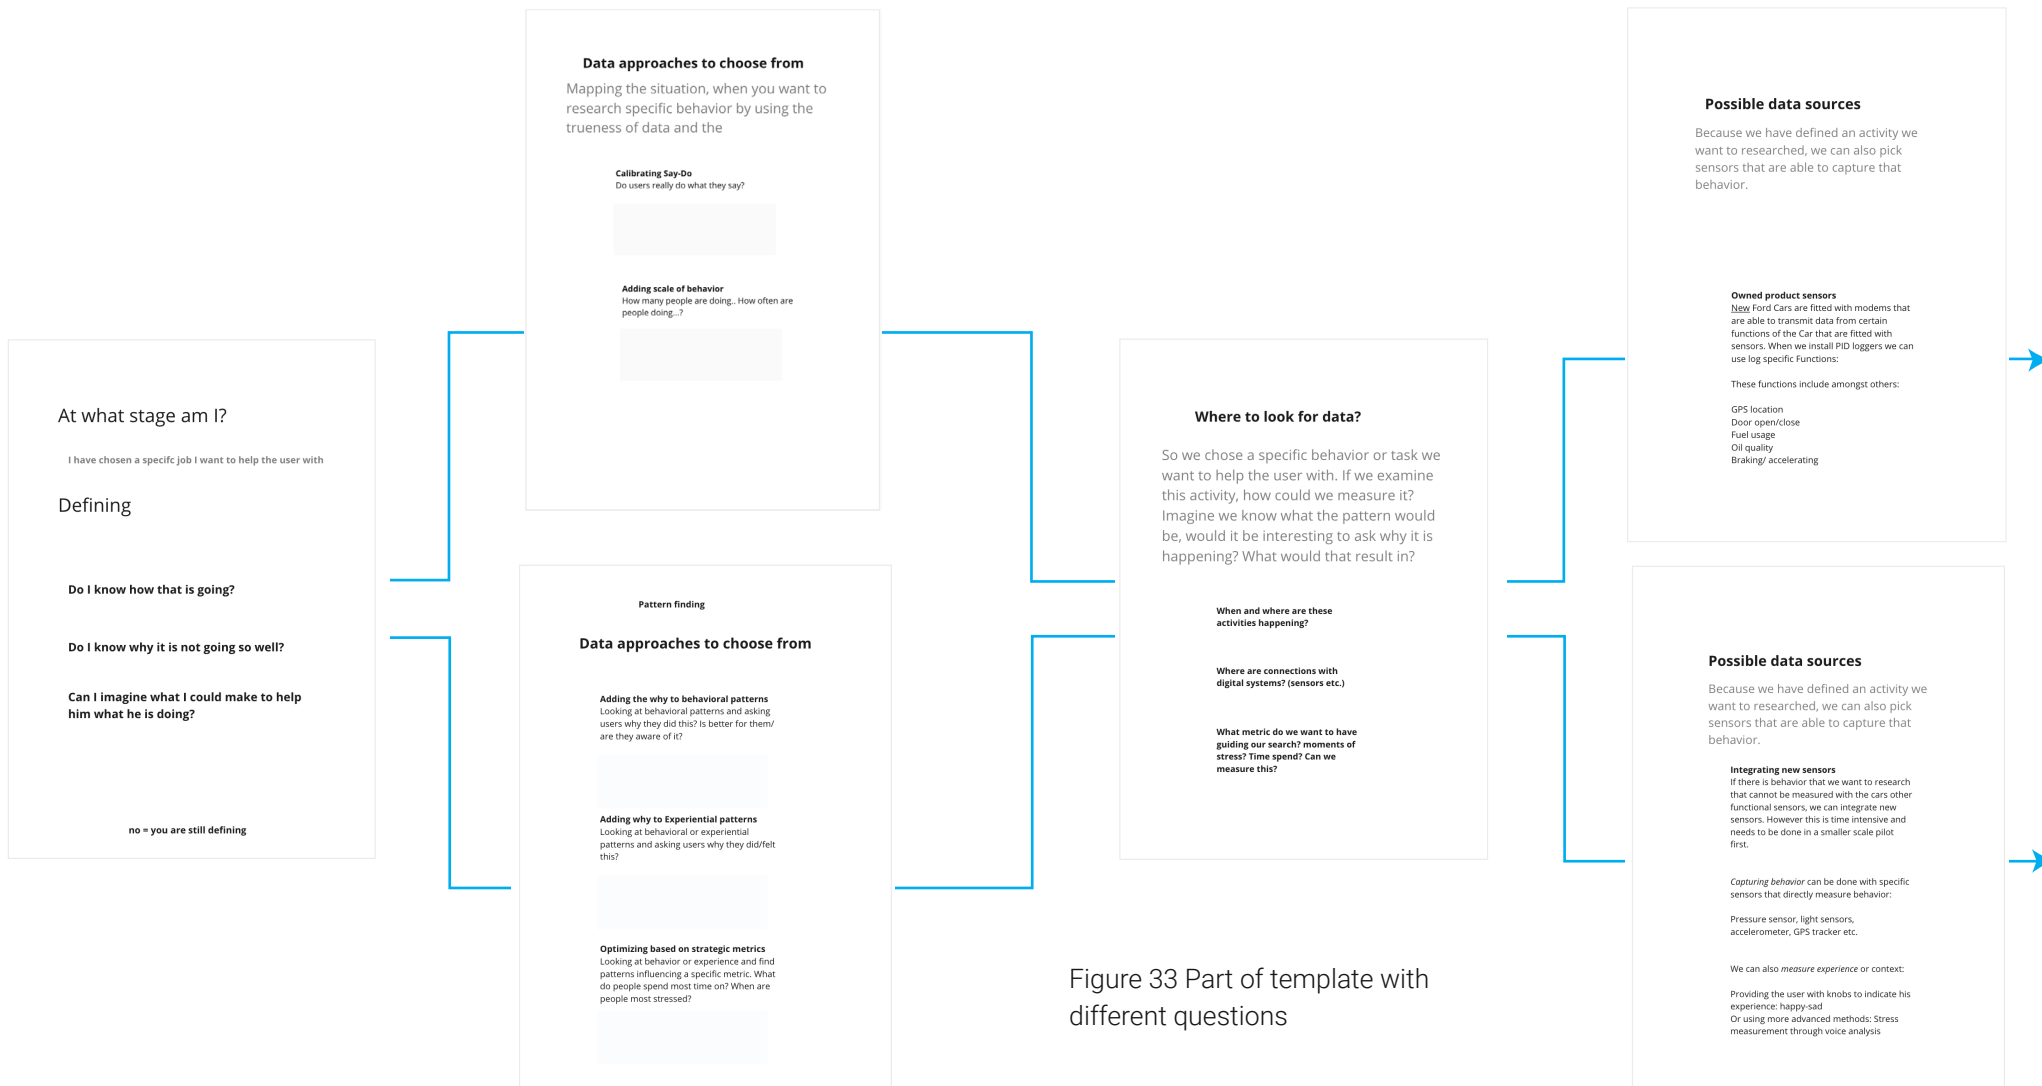 At what stage am I?
I have chosen a specifc job I want to help the user with
Defining
Do I know how that is going?
Do I know why it is not going so well?
Can I imagine what I could make to help
him what he is doing?
no = you are still defining
Data approaches to choose from
Mapping the situation, when you want to
research specific behavior by using the
trueness of data and the
Calibrating Say-Do
Do users really do what they say?
Adding scale of behavior
How many people are doing.. How often are
people doing...?
Pattern finding
Data approaches to choose from
Adding the why to behavioral patterns
Looking at behavioral patterns and asking
users why they did this? Is better for them/
are they aware of it?
Adding why to Experiential patterns
Looking at behavioral or experiential
patterns and asking users why they did/felt
this?
Optimizing based on strategic metrics
Looking at behavior or experience and find
patterns influencing a specific metric. What
do people spend most time on? When are
people most stressed?
Where to look for data?
So we chose a specific behavior or task we
want to help the user with. If we examine
this activity, how could we measure it?
Imagine we know what the pattern would
be, would it be interesting to ask why it is
happening? What would that result in?
When and where are these
activities happening?
Where are connections with
digital systems? (sensors etc.)
What metric do we want to have
guiding our search? moments of
stress? Time spend? Can we
measure this?
Figure 33 Part of template with
different questions
Possible data sources
Because we have defined an activity we
want to researched, we can also pick
sensors that are able to capture that
behavior.
Owned product sensors
New Ford Cars are fitted with modems that
are able to transmit data from certain
functions of the Car that are fitted with
sensors. When we install PID loggers we can
use log specific Functions:
These functions include amongst others:
GPS location
Door open/close
Fuel usage
Oil quality
Braking/ accelerating
Possible data sources
Because we have defined an activity we
want to researched, we can also pick
sensors that are able to capture that
behavior.
Integrating new sensors
If there is behavior that we want to research
that cannot be measured with the cars other
functional sensors, we can integrate new
sensors. However this is time intensive and
needs to be done in a smaller scale pilot
first.
Capturing behavior can be done with specific
sensors that directly measure behavior:
Pressure sensor, light sensors,
accelerometer, GPS tracker etc.
We can also measure experience or context:
Providing the user with knobs to indicate his
experience: happy-sad
Or using more advanced methods: Stress
measurement through voice analysis